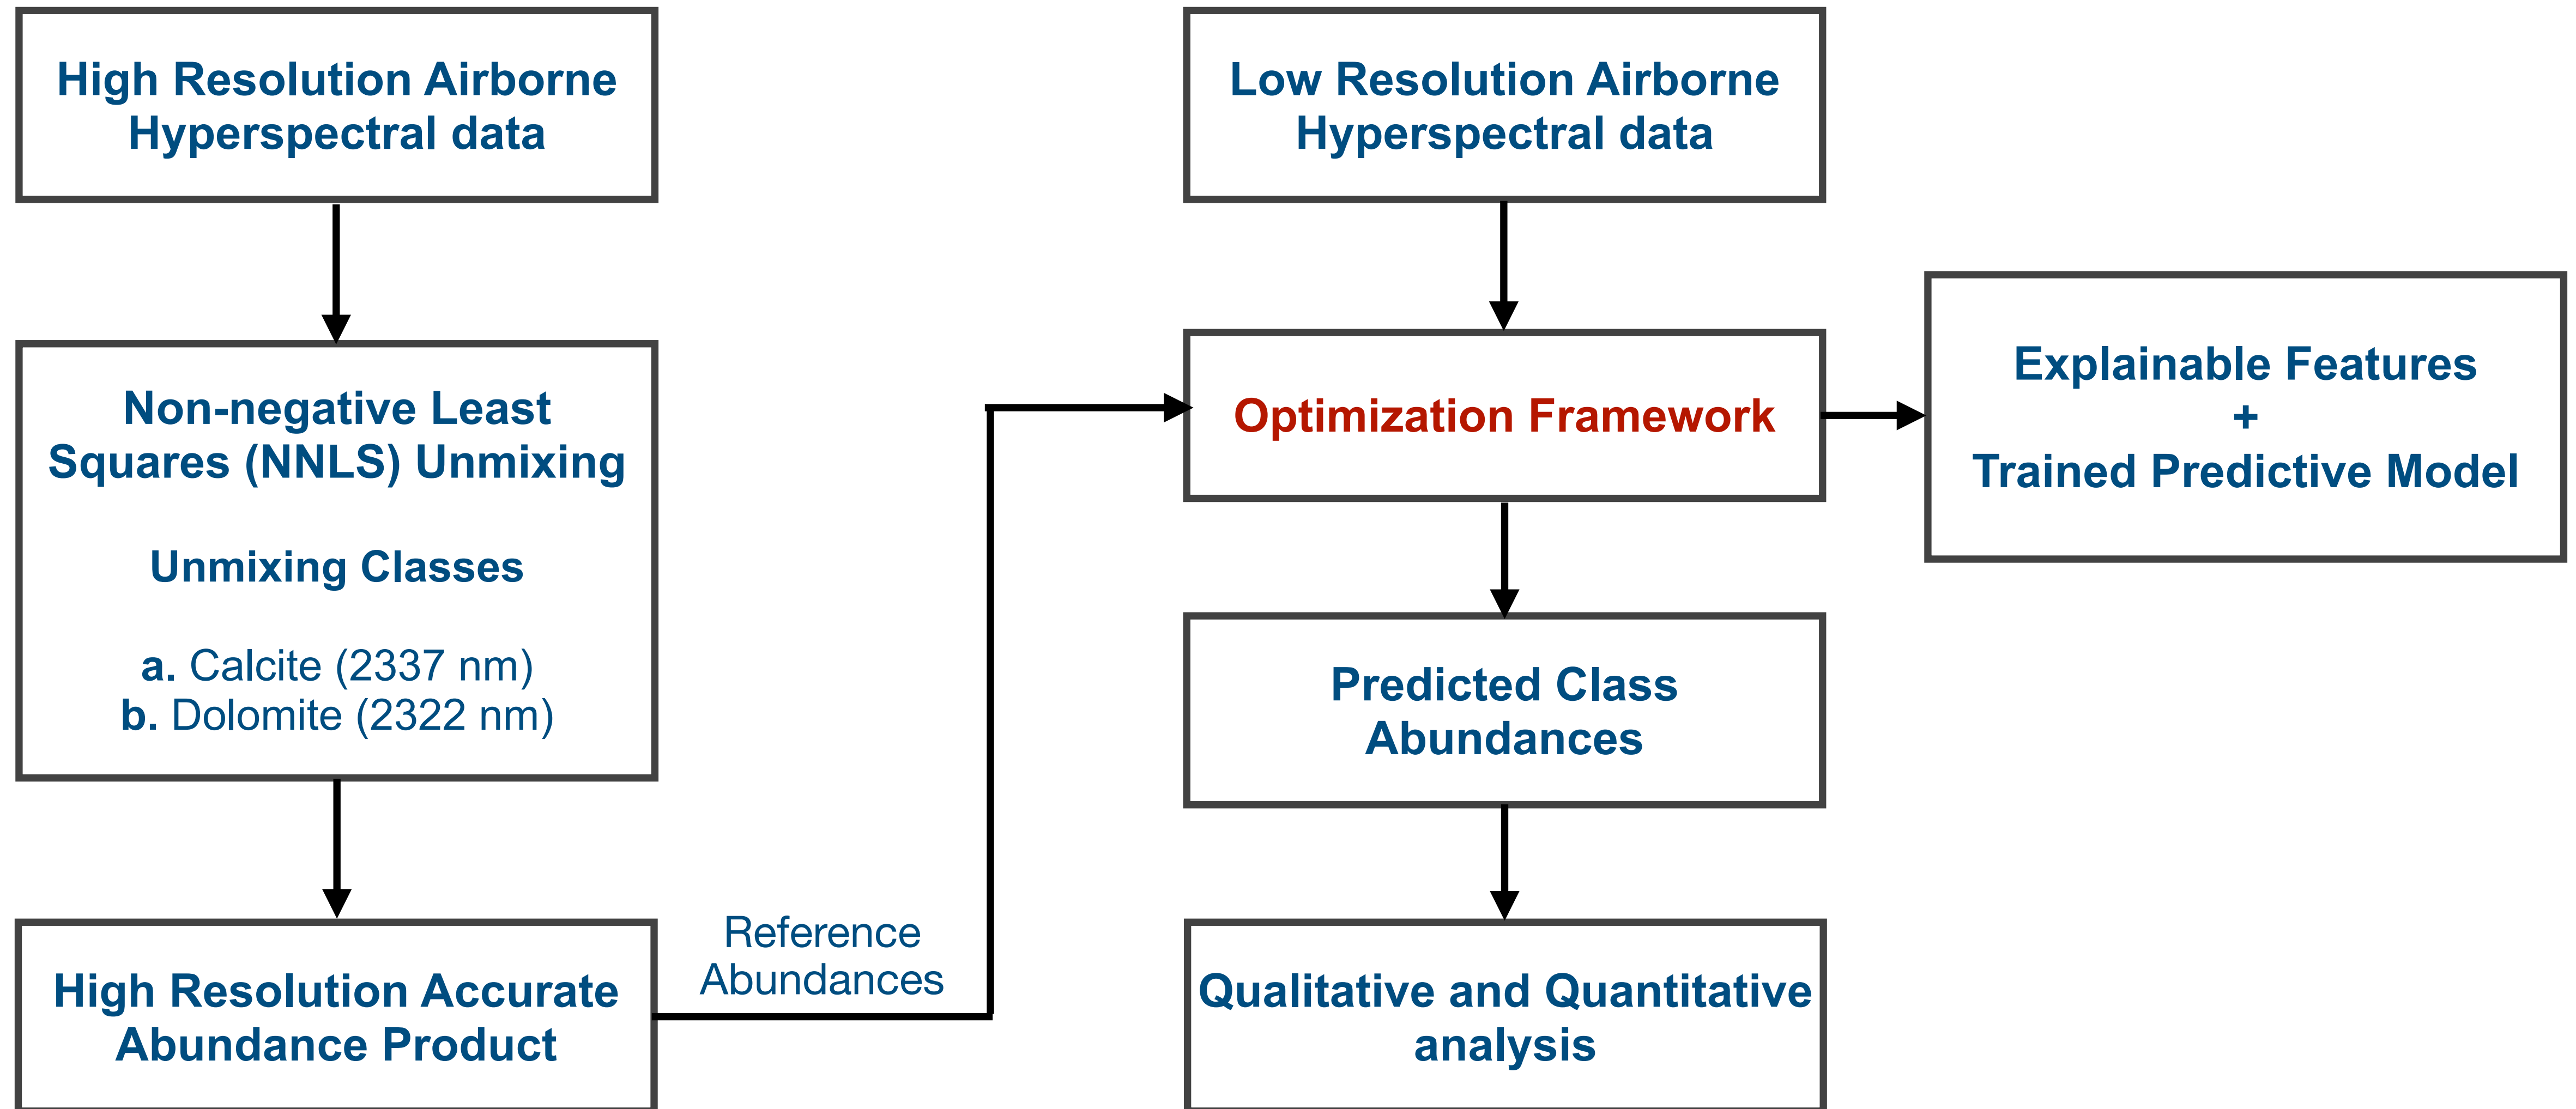 High Resolution Airborne
Hyperspectral data
Non-negative Least
Squares (NNLS) Unmixing
Unmixing Classes
a. Calcite (2337 nm)
b. Dolomite (2322 nm)
High Resolution Accurate
Abundance Product
Reference
Abundances
Low Resolution Airborne
Hyperspectral data
Optimization Framework
Explainable Features
+
Trained Predictive Model
Predicted Class
Abundances
Qualitative and Quantitative
analysis